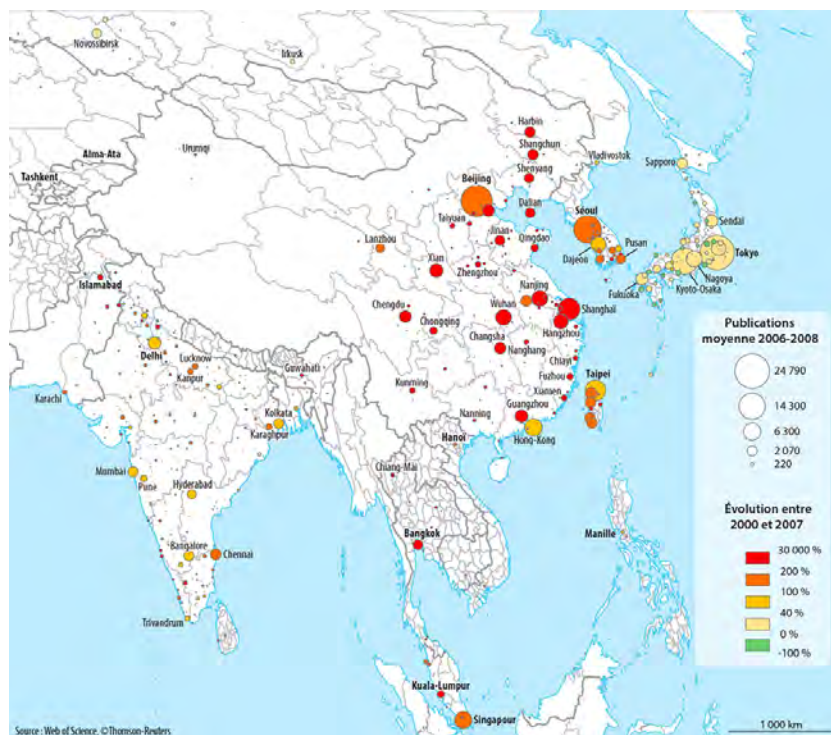 Novossibirsk
Irkusk
Harbin
Shangchun
Vladivostok
Urumqi
Alma-Ata
Shenyang
Sapporo
Tashkent
Beijing
Dalian
Séoul
Sendai
Taiyuan
Lanzhou
Jinan
Qingdao
Pusan
Tokyo
Dajeon
Xian
Zhengzhou
Nagoya
Islamabad
Nanjing
Fukuoka
Kyoto-Osaka
Chengdu
Wuhan
Shanghaï
Chongqing
Hangzhou
Delhi
Changsha
Nanghang
Lucknow
Guwahati
Chiayi
Kanpur
Fuzhou
Taipei
Karachi
Kunming
Xiamen
Kolkata
Guangzhou
Karaghpur
Nanning
Hong-Kong
Hanoï
Mumbai
Chiang-Mai
Pune
Hyderabad
Manille
Bangkok
Bangalore
Chennai
Trivandrum
Kuala-Lumpur
Singapour
Publications
moyenne 2006-2008
24 790
14 300
6 300
2 070
220
Évolution entre
2000 et 2007
30 000 %
200 %
100 %
40 %
0 %
-100 %
Source : Web of Science, ©Thomson-Reuters
1 000 km